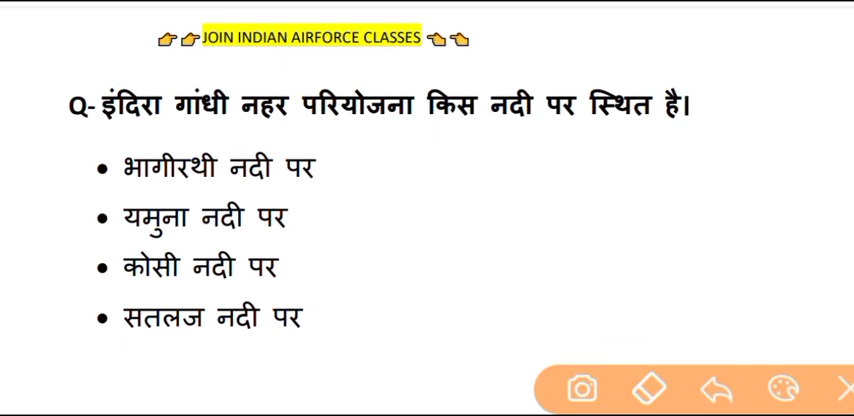 👉👉JOIN INDIAN AIRFORCE CLASSES 👈👈
Q- इंदिरा गांधी नहर परियोजना किस नदी पर स्थित है।
• भागीरथी नदी पर
• यमुना नदी पर
• कोसी नदी पर
• सतलज नदी पर